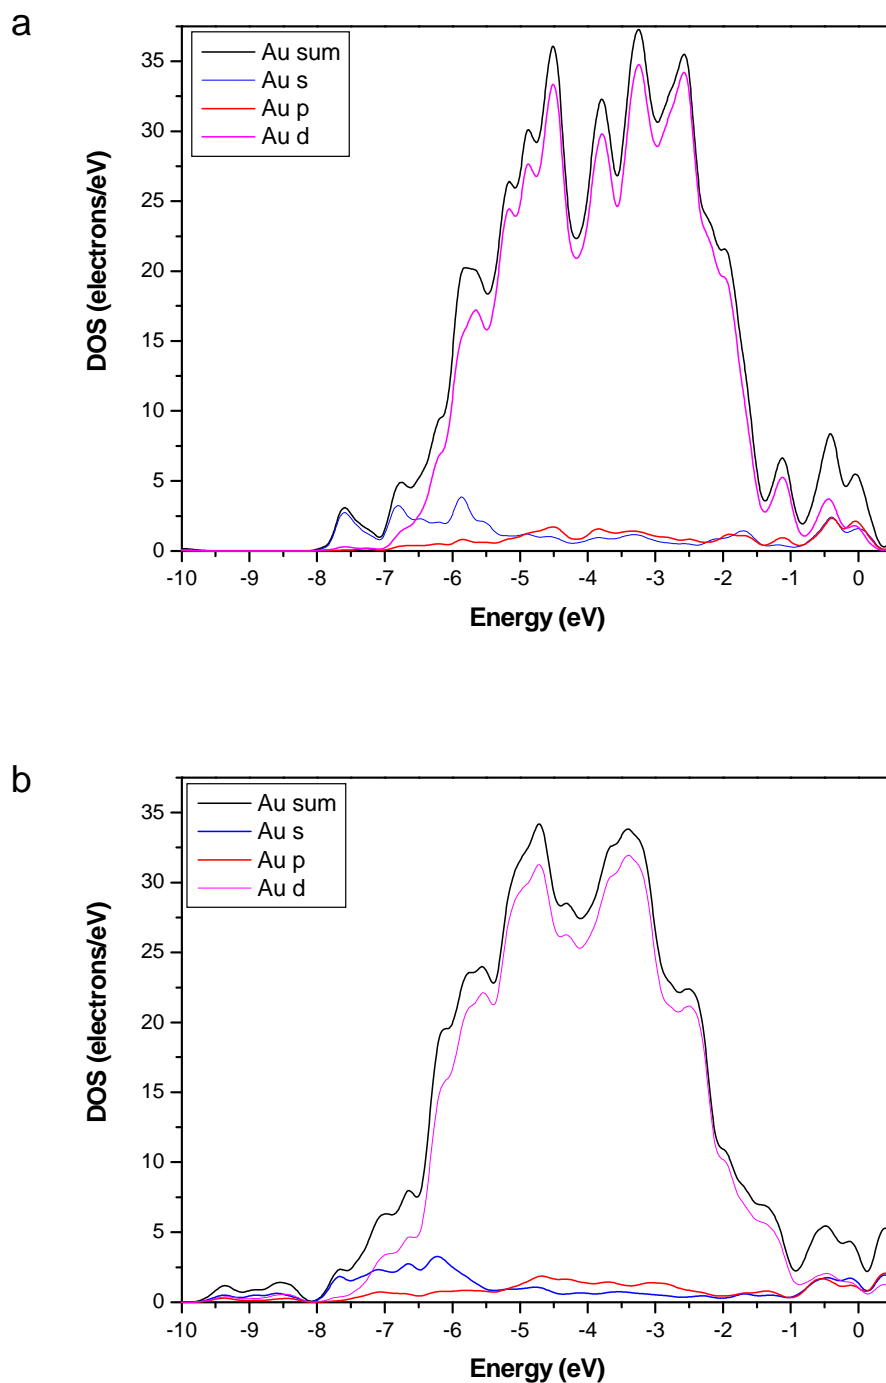 a
Au sum
Au s
Au p
Au d
DOS (electrons/eV)
35
30
25
20
15
10
5
0
-10 -9 -8 -7 -6 -5 -4 -3 -2 -1 0
Energy (eV)
b
Au sum
Au s
Au p
Au d
DOS (electrons/eV)
35
30
25
20
15
10
5
0
-10 -9 -8 -7 -6 -5 -4 -3 -2 -1 0
Energy (eV)